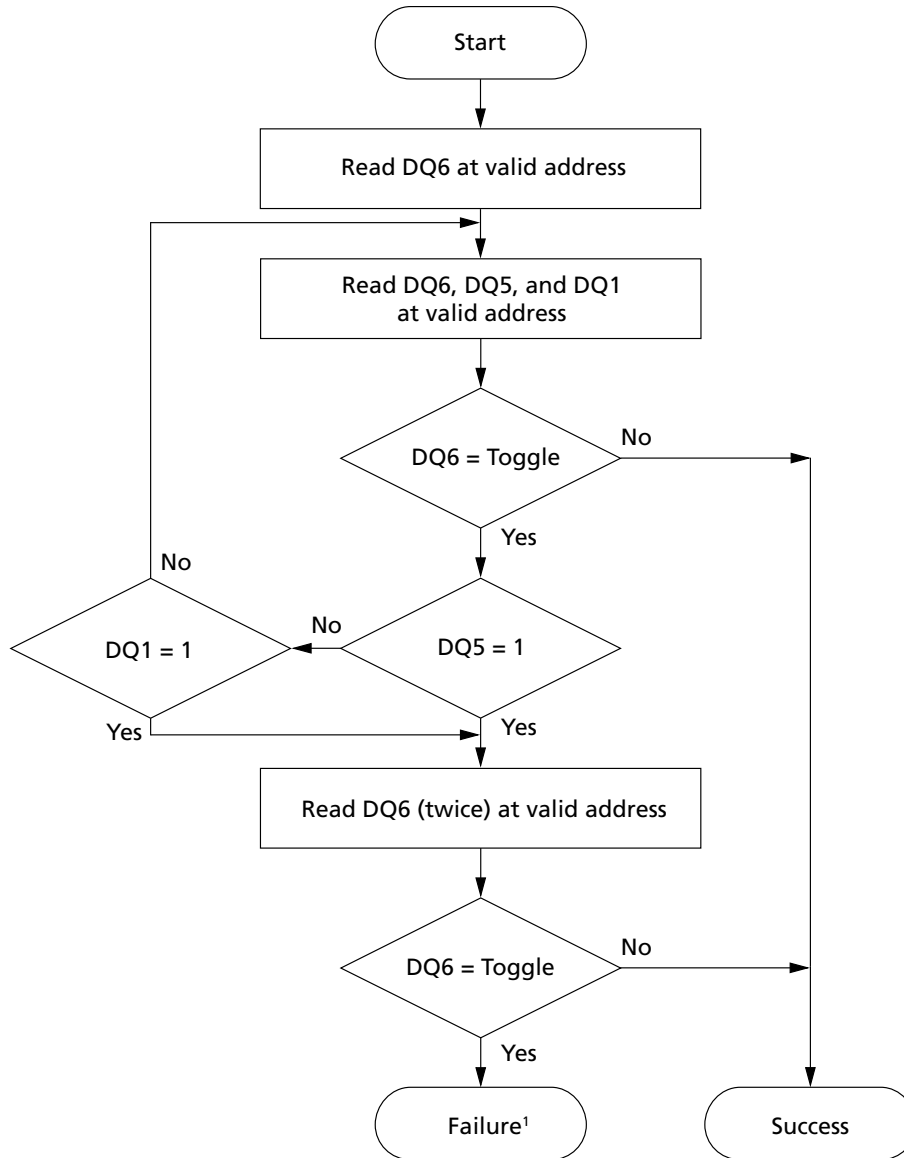 Start
Read DQ6 at valid address
Read DQ6, DQ5, and DQ1
at valid address
DQ6 = Toggle
No
Yes
No
DQ1 = 1
No
DQ5 = 1
Yes
Yes
Read DQ6 (twice) at valid address
DQ6 = Toggle
No
Yes
Failure¹
Success